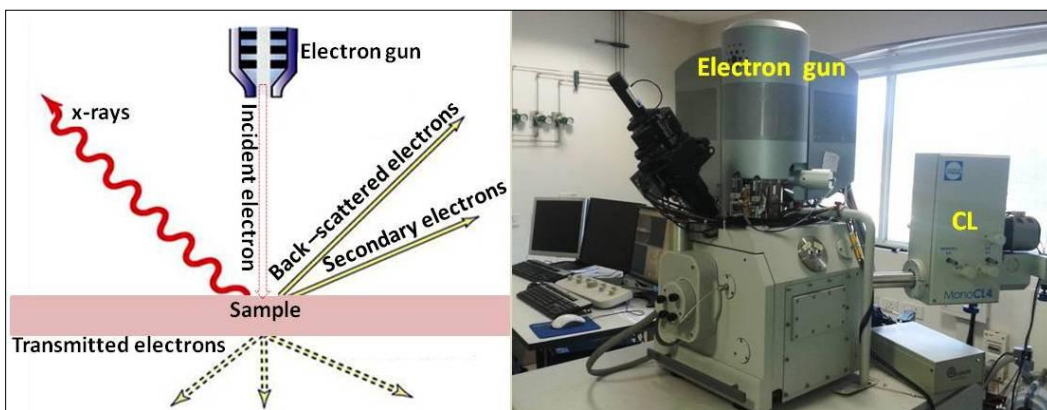 Electron gun
x-rays
Incident electron
Back –scattered electrons
Secondary electrons
Sample
Transmitted electrons
Electron gun
CL
MonoCL4